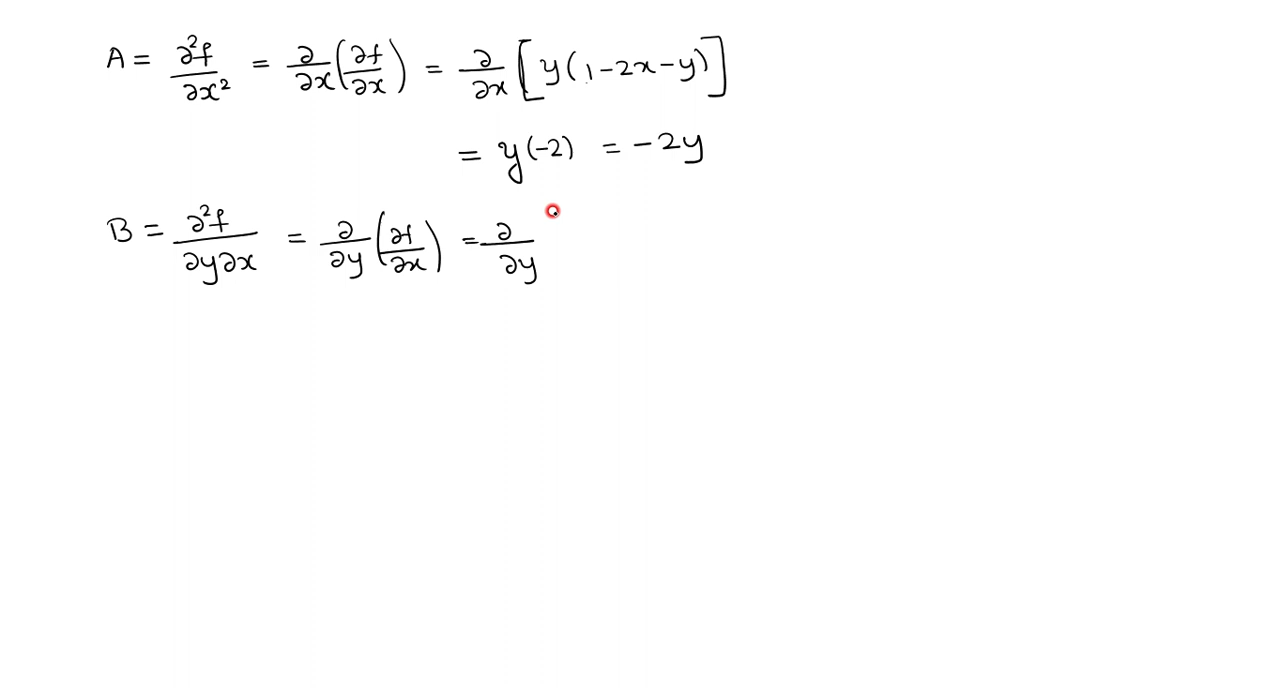 A = ∂²f/∂x² = ∂/∂x (∂f/∂x) = ∂/∂x [y(1-2x-y)]
= y(-2) = -2y
B = ∂²f/∂y∂x = ∂/∂y (∂f/∂x) = ∂/∂y